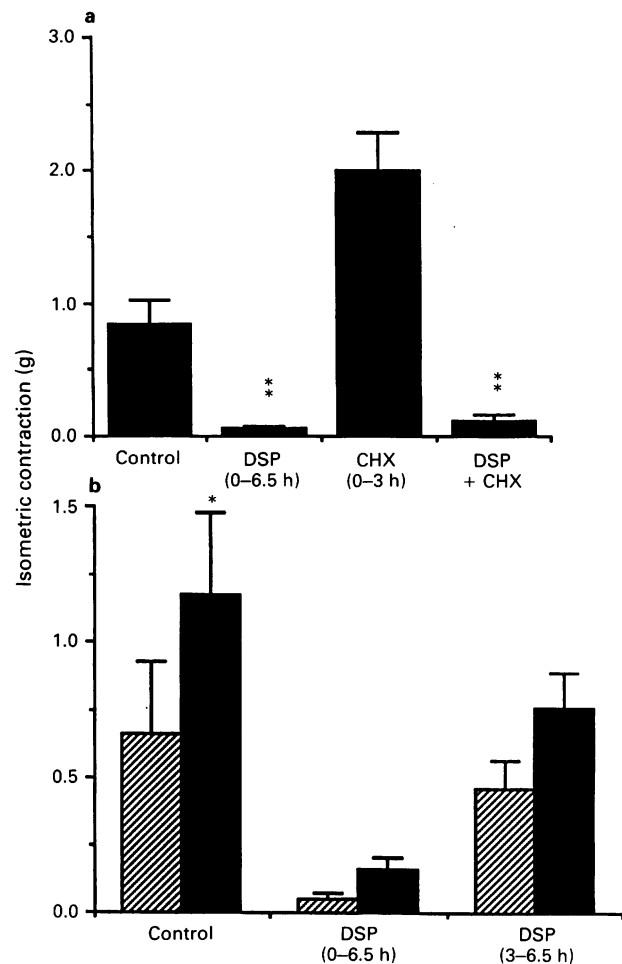 a
3.0
2.0
1.0
0.0
**
**
Control
DSP
(0–6.5 h)
CHX
(0–3 h)
DSP
+ CHX
Isometric contraction (g)
b
1.5
1.0
0.5
0.0
*
Control
DSP
(0–6.5 h)
DSP
(3–6.5 h)